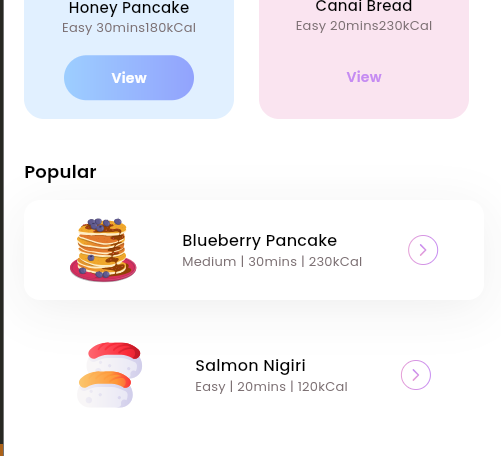 Honey Pancake
Easy 30mins180kCal
View
Canai Bread
Easy 20mins230kCal
View
Popular
Blueberry Pancake
Medium | 30mins | 230kCal
Salmon Nigiri
Easy | 20mins | 120kCal